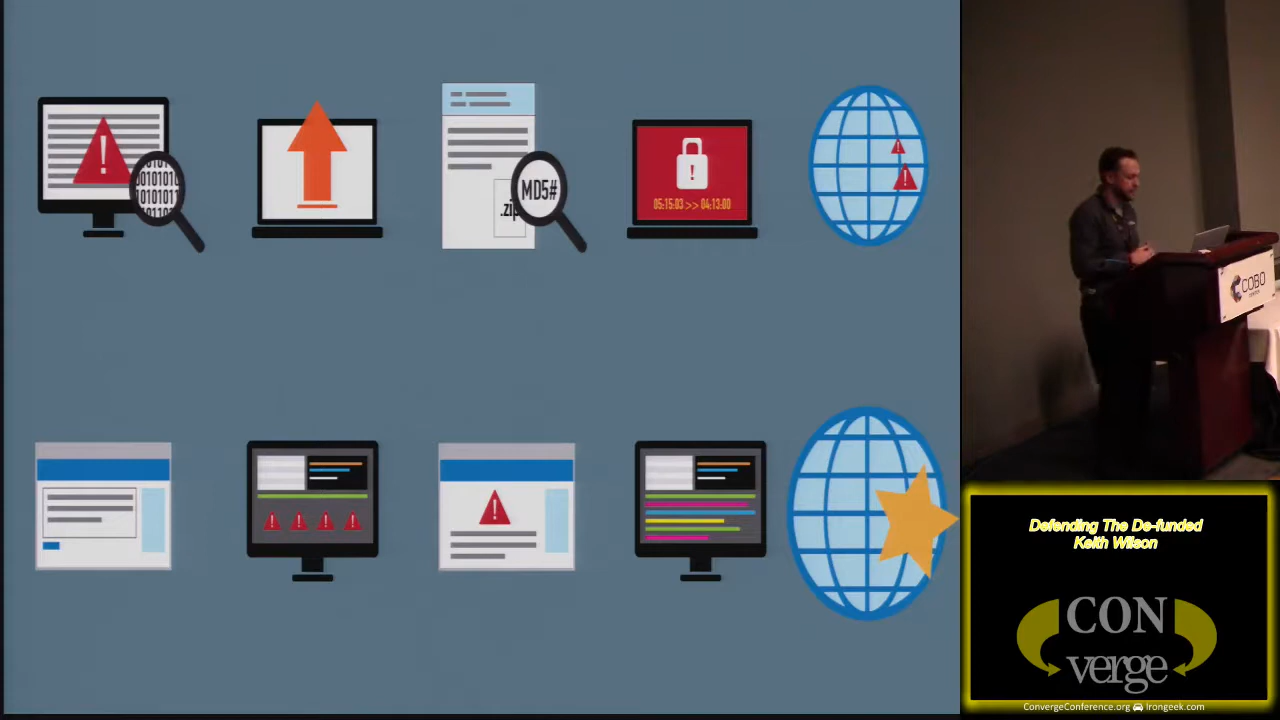 MD5#
.zip
05:15:03 >> 04:13:00
COBO
Defending The De-funded
Keith Wilson
CON
verge
ConvergeConference.org Irongeek.com